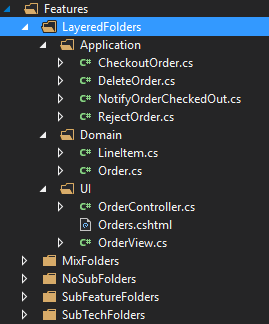 Features
LayeredFolders
Application
C# CheckoutOrder.cs
C# DeleteOrder.cs
C# NotifyOrderCheckedOut.cs
C# RejectOrder.cs
Domain
C# LineItem.cs
C# Order.cs
UI
C# OrderController.cs
Orders.cshtml
C# OrderView.cs
MixFolders
NoSubFolders
SubFeatureFolders
SubTechFolders